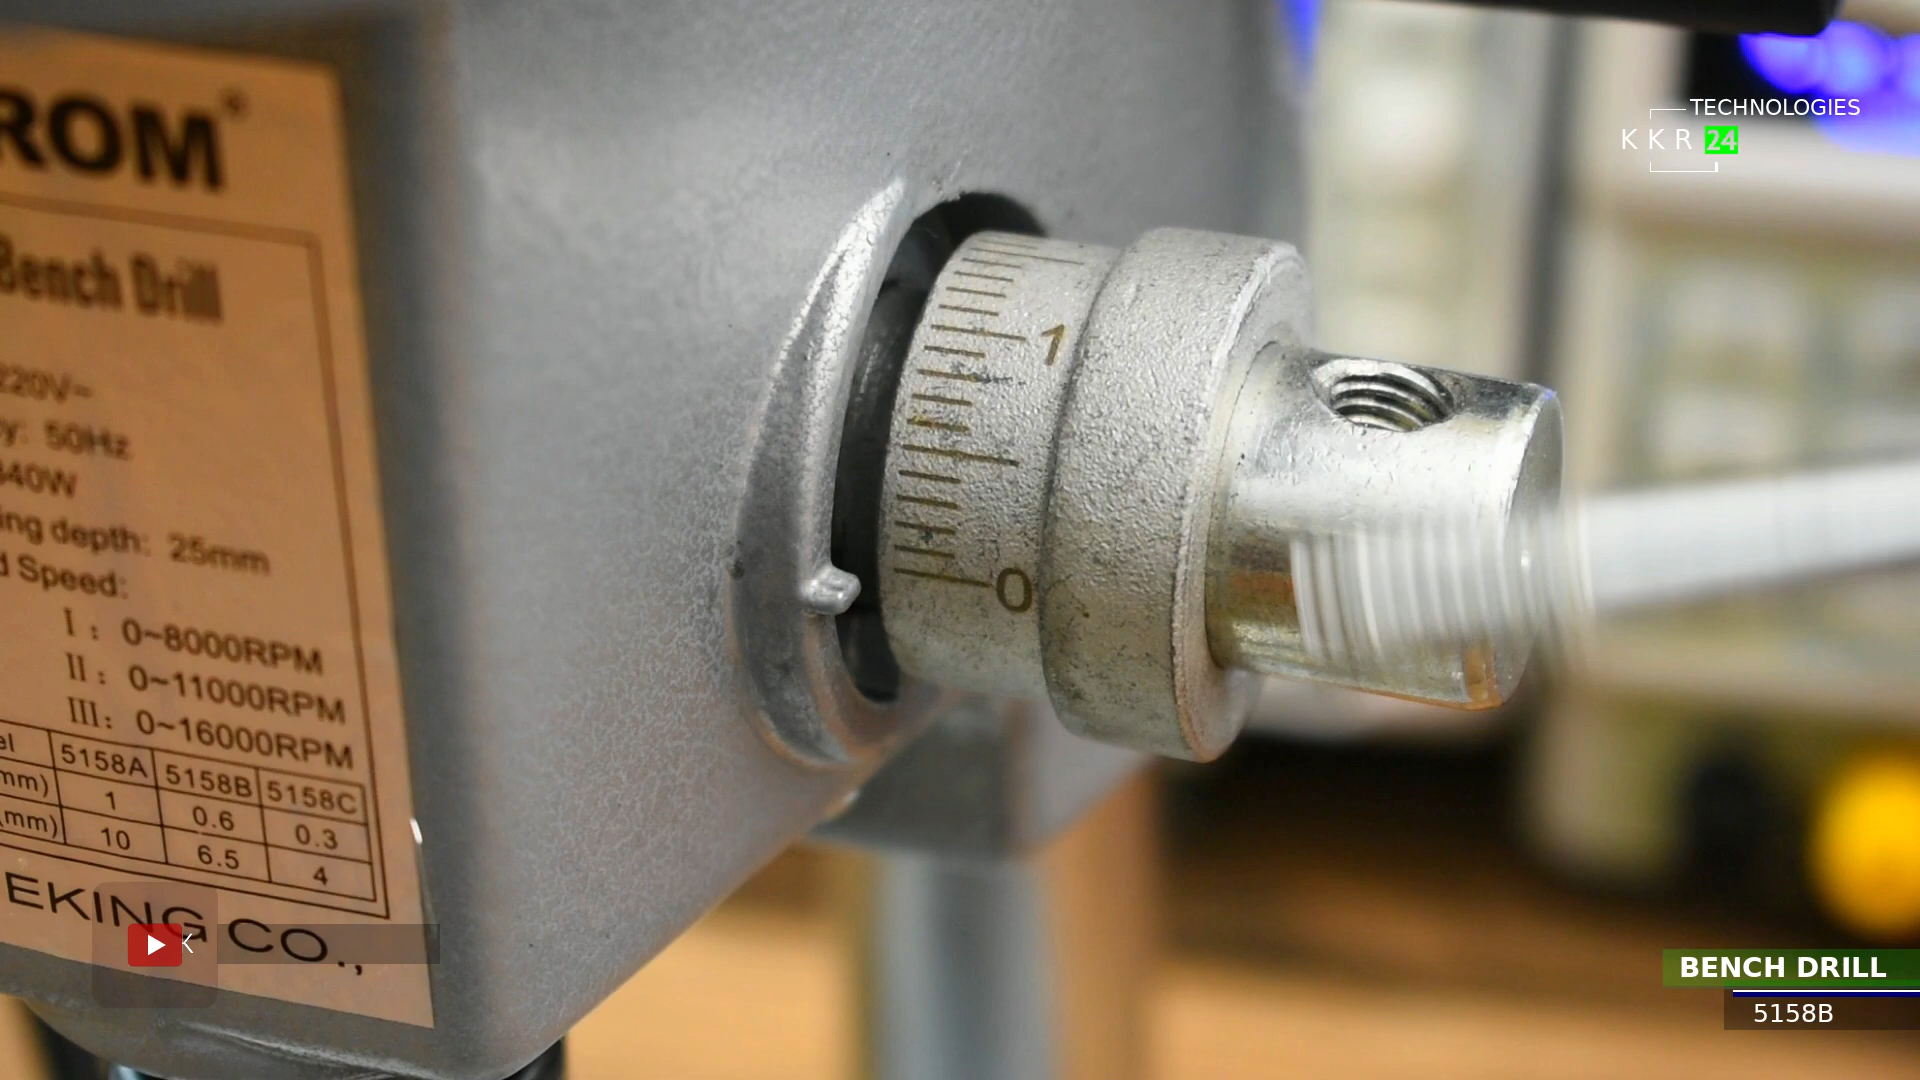 ROM®
Bench Drill
220V~
y: 50Hz
340W
ing depth: 25mm
d Speed:
I : 0~8000RPM
II : 0~11000RPM
III: 0~16000RPM
el 5158A 5158B 5158C
mm) 1 0.6 0.3
(mm) 10 6.5 4
EKING CO.,
1
0
TECHNOLOGIES
KKR 24
K
BENCH DRILL
5158B